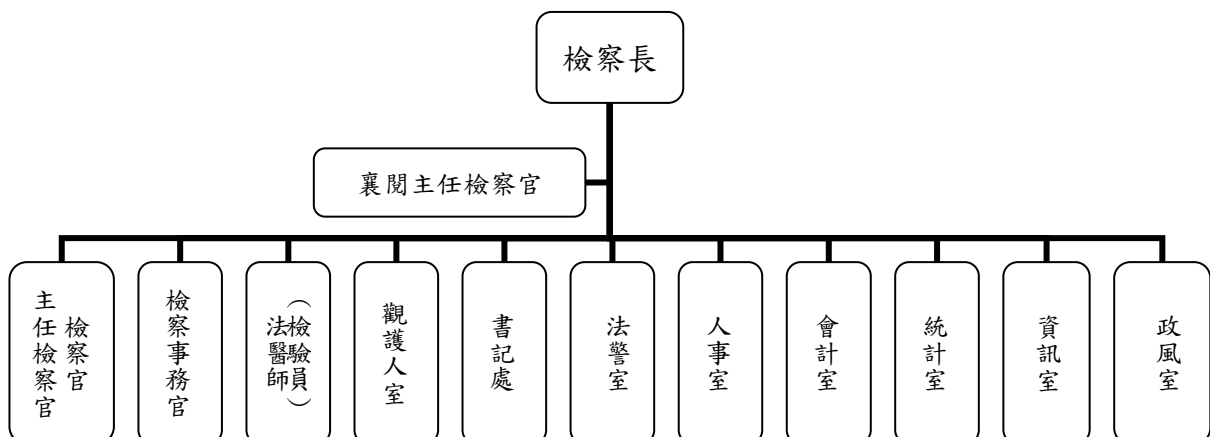 檢察長
襄閱主任檢察官
檢察官
主任檢察官
檢察事務官
（檢驗員）
法醫師
觀護人室
書記處
法警室
人事室
會計室
統計室
資訊室
政風室